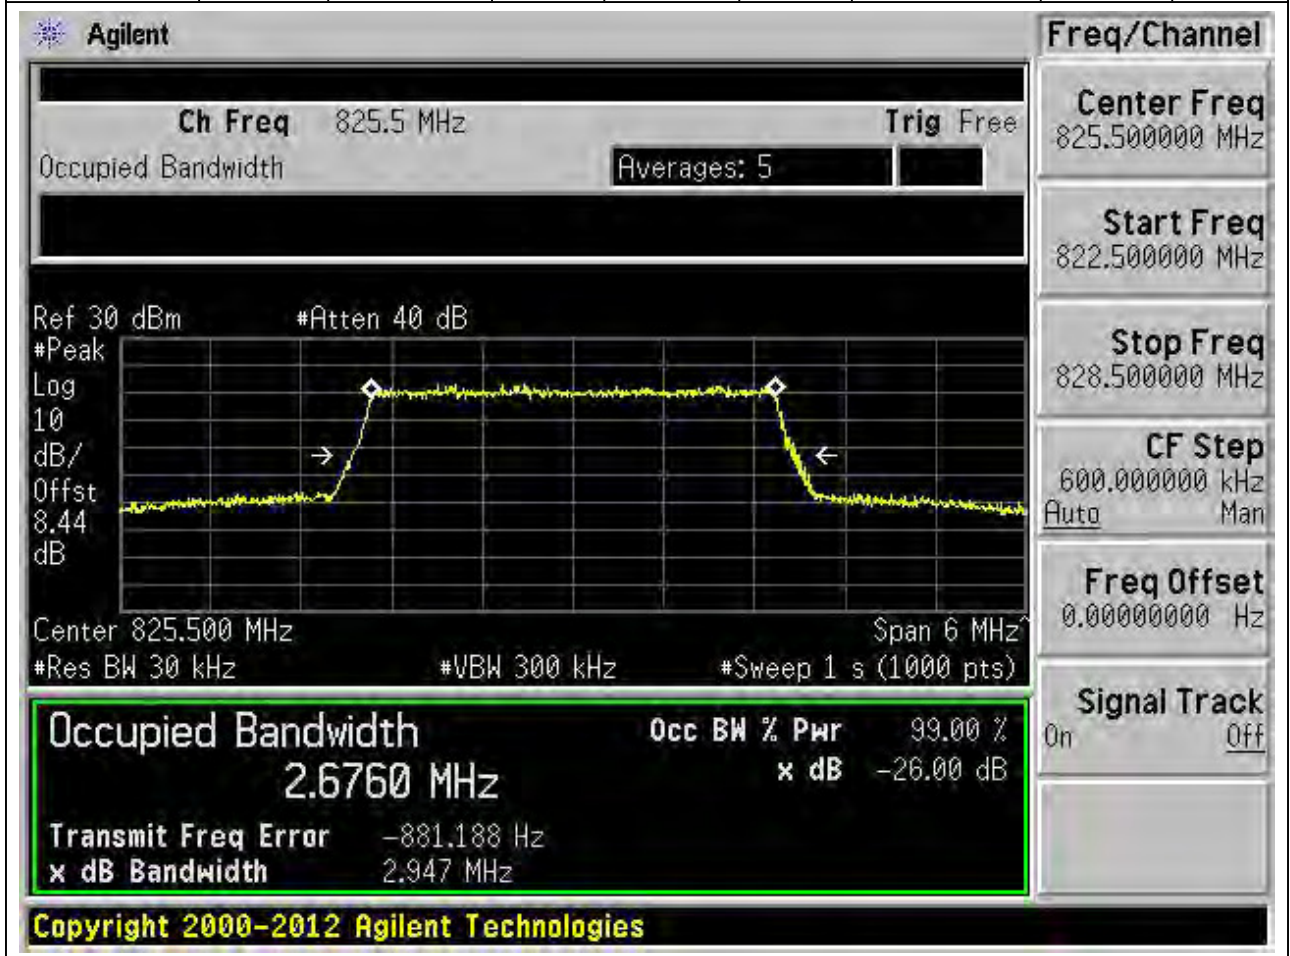 Agilent
Freq/Channel
Ch Freq 825.5 MHz Trig Free
Occupied Bandwidth Averages: 5
Center Freq
825.500000 MHz
Start Freq
822.500000 MHz
Stop Freq
828.500000 MHz
CF Step
600.000000 kHz
Auto Man
Freq Offset
0.00000000 Hz
Signal Track
On Off
Ref 30 dBm #Atten 40 dB
#Peak
Log
10
dB/
Offst
8.44
dB
Center 825.500 MHz Span 6 MHz^
#Res BW 30 kHz #VBW 300 kHz #Sweep 1 s (1000 pts)
Occupied Bandwidth Occ BW % Pwr 99.00 %
2.6760 MHz x dB -26.00 dB
Transmit Freq Error -881.188 Hz
x dB Bandwidth 2.947 MHz
Copyright 2000-2012 Agilent Technologies